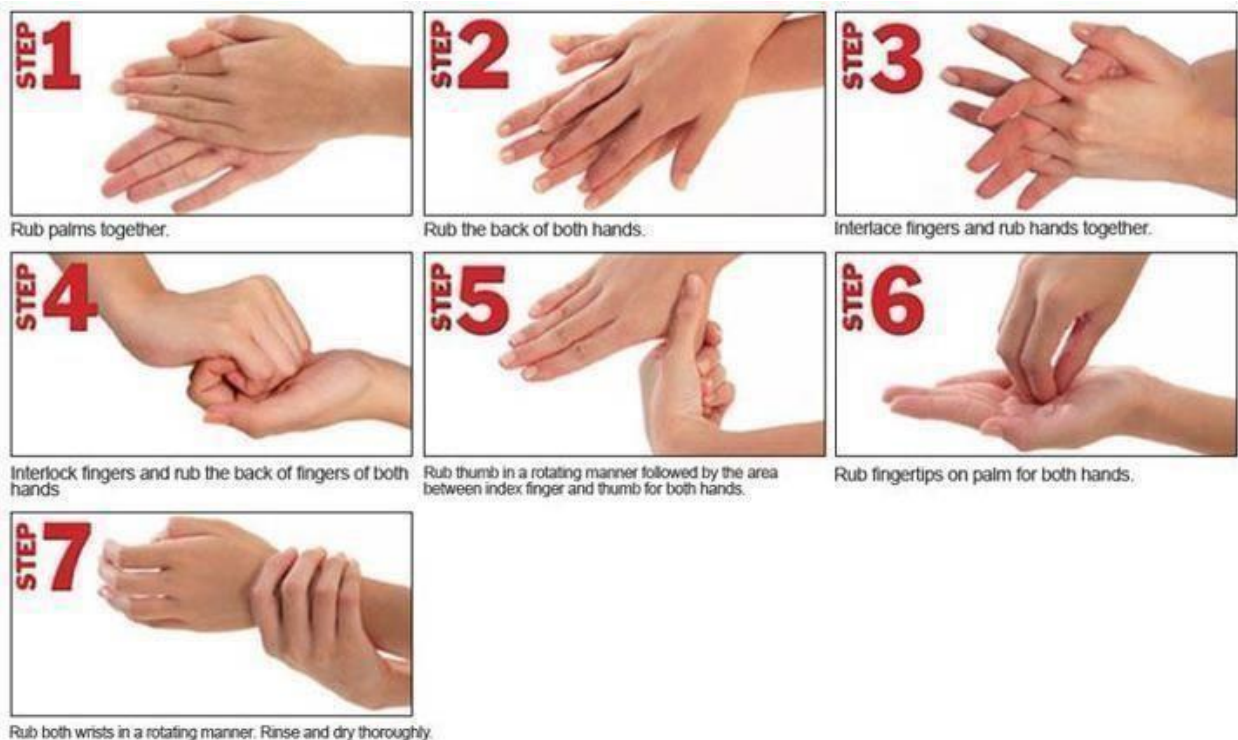 STEP 1
Rub palms together.
STEP 2
Rub the back of both hands.
STEP 3
Interlace fingers and rub hands together.
STEP 4
Interlock fingers and rub the back of fingers of both
hands
STEP 5
Rub thumb in a rotating manner followed by the area
between index finger and thumb for both hands.
STEP 6
Rub fingertips on palm for both hands.
STEP 7
Rub both wrists in a rotating manner. Rinse and dry thoroughly.